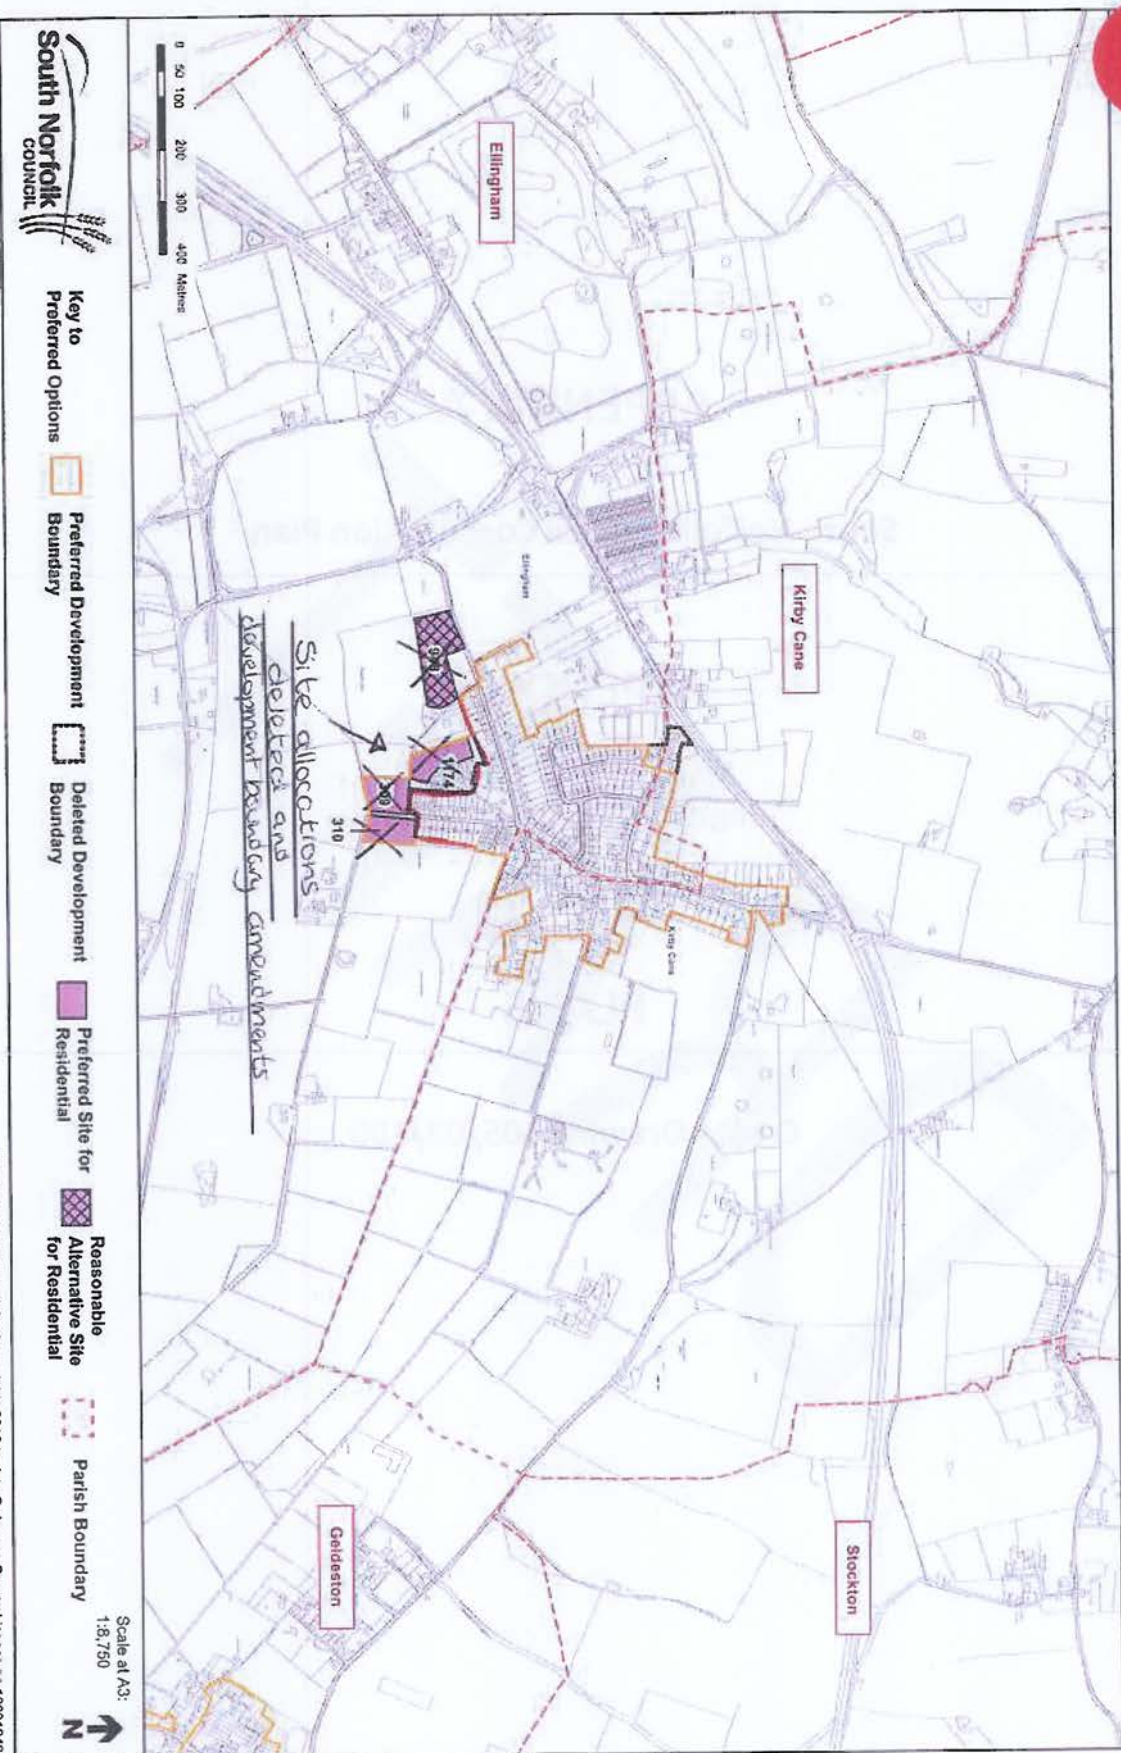 Ellingham
Kirby Cane
Stockton
Geldeston
Ellingham
Kirby Cane
1174
309
310
Site allocations
deleted and
development boundary amendments
0 50 100 200 300 400 Metres
South Norfolk
COUNCIL
Key to
Preferred Options
Preferred Development
Boundary
Deleted Development
Boundary
Preferred Site for
Residential
Reasonable
Alternative Site
for Residential
Parish Boundary
Scale at A3:
1:8,750
N